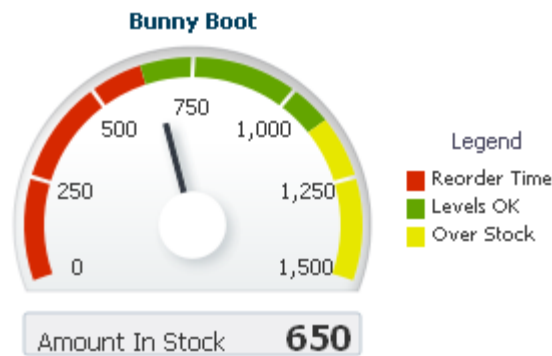 Bunny Boot
0
250
500
750
1,000
1,250
1,500
Legend
Reorder Time
Levels OK
Over Stock
Amount In Stock 650